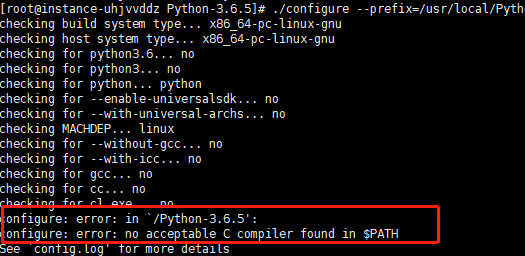 [root@instance-uhjvvddz Python-3.6.5]# ./configure --prefix=/usr/local/Pyth
checking build system type... x86_64-pc-linux-gnu
checking host system type... x86_64-pc-linux-gnu
checking for python3.6... no
checking for python3... no
checking for python... python
checking for --enable-universalsdk... no
checking for --with-universal-archs... no
checking MACHDEP... linux
checking for --without-gcc... no
checking for --with-icc... no
checking for gcc... no
checking for cc... no
checking for cl.exe... no
configure: error: in `/Python-3.6.5':
configure: error: no acceptable C compiler found in $PATH
See `config.log' for more details